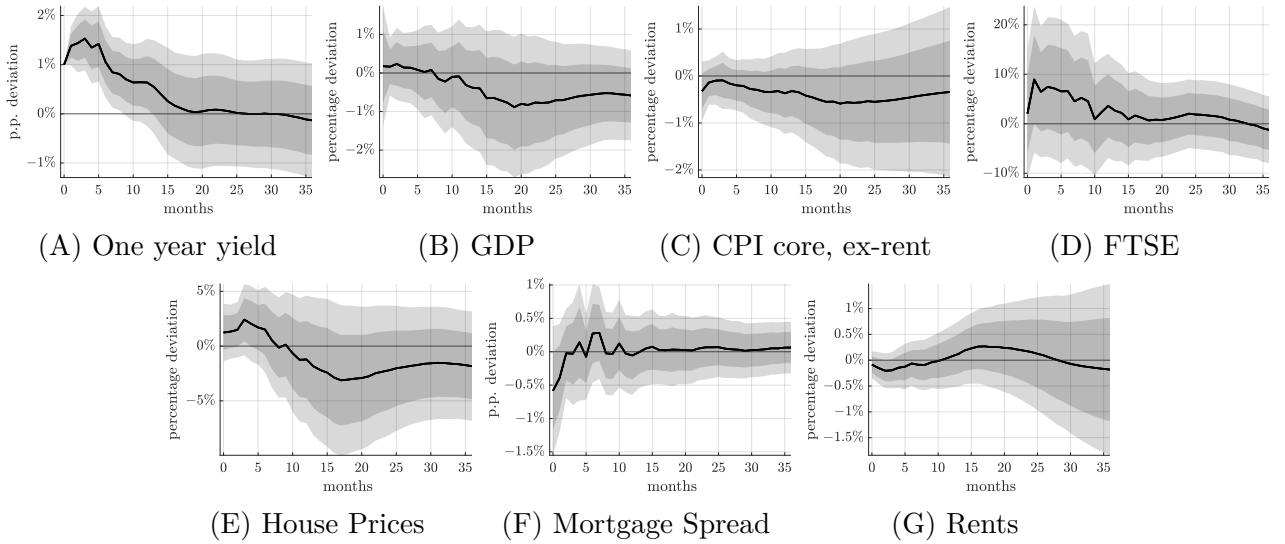 2%
1%
0%
−1%
p.p. deviation
0 5 10 15 20 25 30 35
months
(A) One year yield
1%
0%
−1%
−2%
percentage deviation
0 5 10 15 20 25 30 35
months
(B) GDP
1%
0%
−1%
−2%
percentage deviation
0 5 10 15 20 25 30 35
months
(C) CPI core, ex-rent
20%
10%
0%
−10%
percentage deviation
0 5 10 15 20 25 30 35
months
(D) FTSE
5%
0%
−5%
percentage deviation
0 5 10 15 20 25 30 35
months
(E) House Prices
1%
0.5%
0%
−0.5%
−1%
−1.5%
p.p. deviation
0 5 10 15 20 25 30 35
months
(F) Mortgage Spread
1%
0.5%
0%
−0.5%
−1%
−1.5%
percentage deviation
0 5 10 15 20 25 30 35
months
(G) Rents